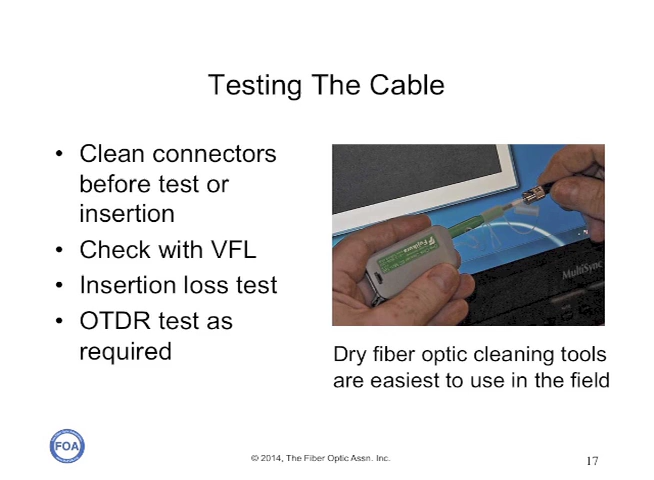 Testing The Cable
• Clean connectors
before test or
insertion
• Check with VFL
• Insertion loss test
• OTDR test as
required
Fujikura
MultiSync
Dry fiber optic cleaning tools
are easiest to use in the field
FOA
© 2014, The Fiber Optic Assn. Inc.
17